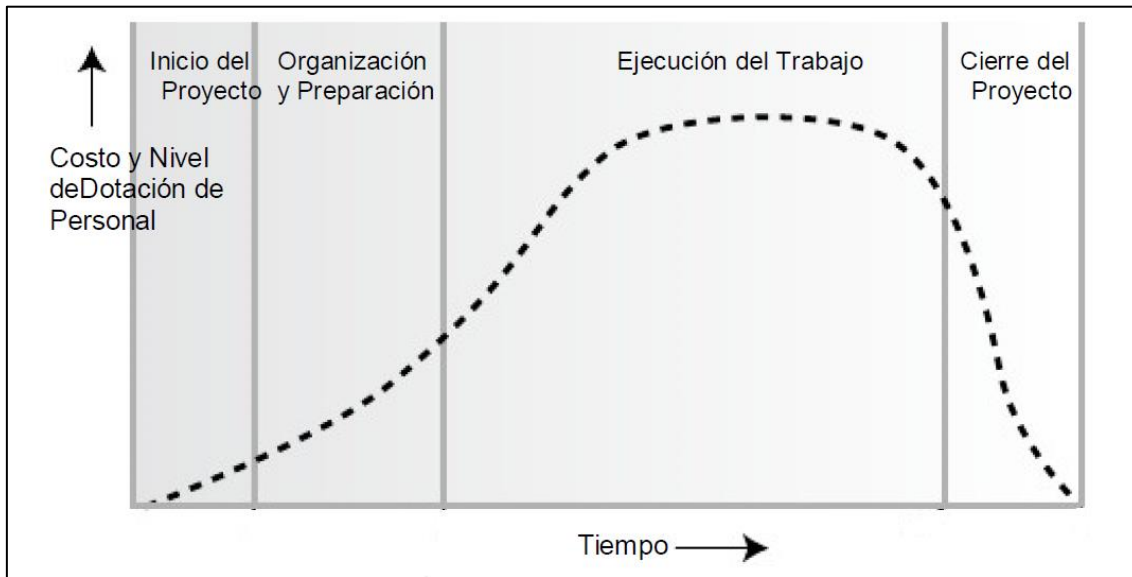 Inicio del
Proyecto
Organización
y Preparación
Ejecución del Trabajo
Cierre del
Proyecto
Costo y Nivel
deDotación de
Personal
Tiempo